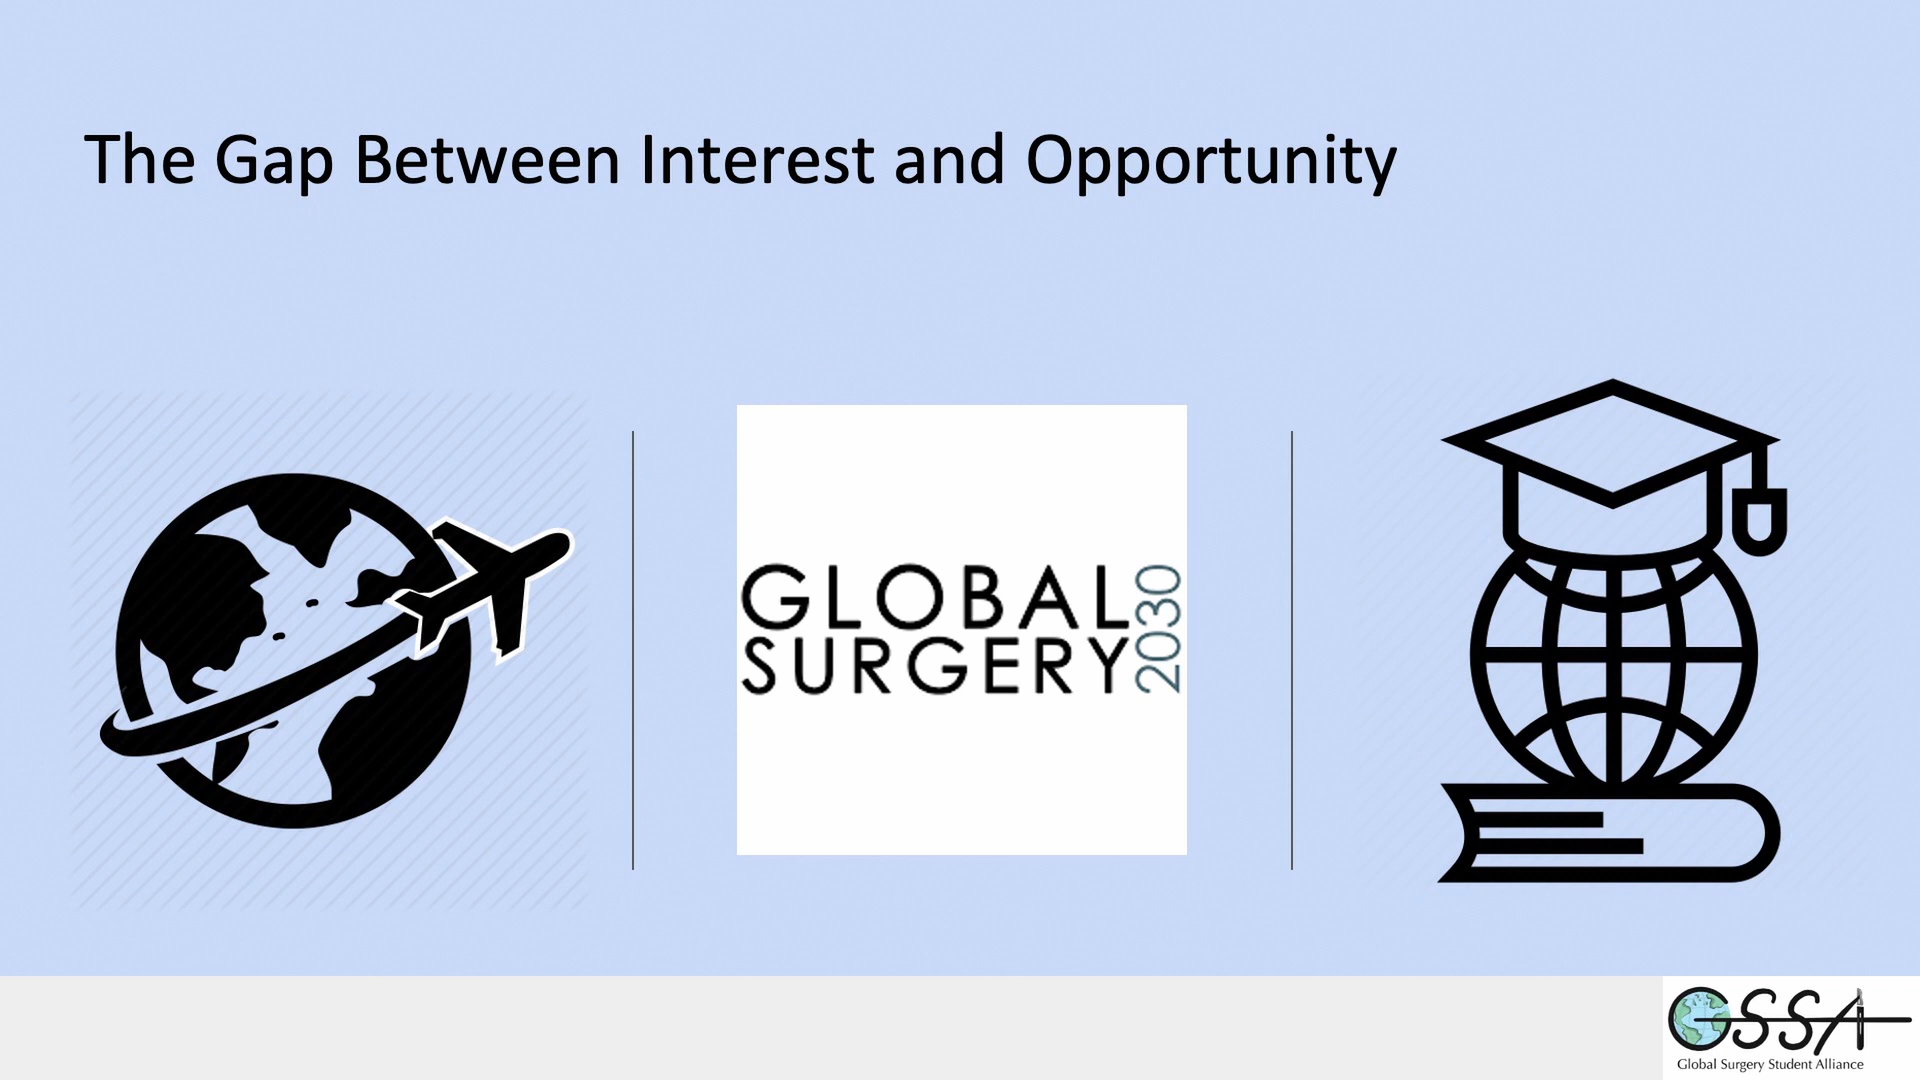 The Gap Between Interest and Opportunity
GLOBAL
SURGERY
2030
GSSA
Global Surgery Student Alliance